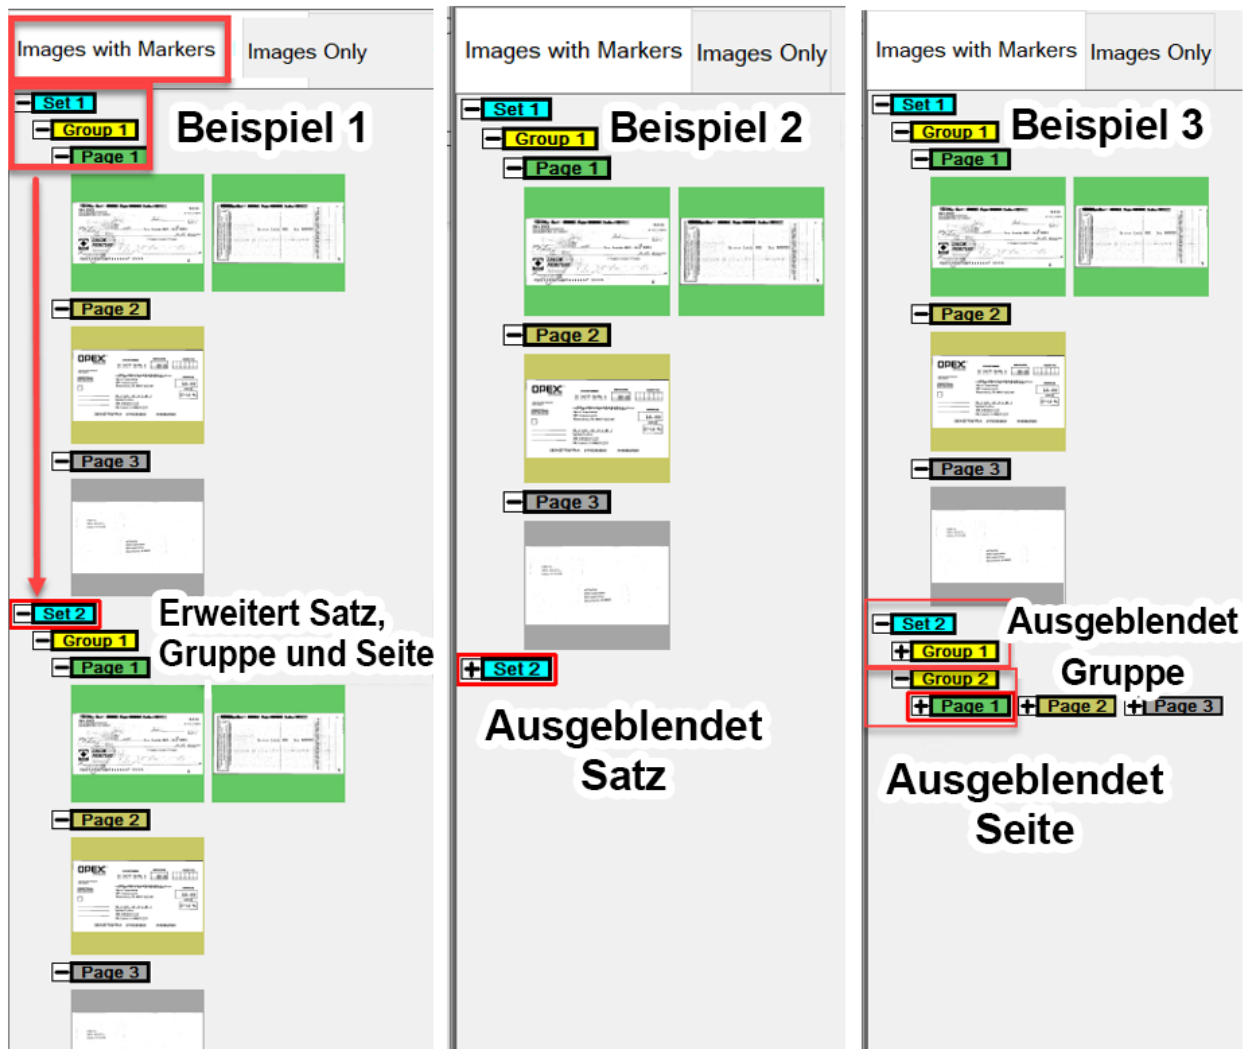 Images with Markers
Images Only
Set 1
Group 1
Beispiel 1
Page 1
Page 2
OPEX
Page 3
Set 2
Erweitert Satz,
Gruppe und Seite
Group 1
Page 1
Page 2
OPEX
Page 3
Images with Markers
Images Only
Set 1
Group 1
Beispiel 2
Page 1
Page 2
OPEX
Page 3
Set 2
Ausgeblendet
Satz
Images with Markers
Images Only
Set 1
Group 1
Beispiel 3
Page 1
Page 2
OPEX
Page 3
Set 2
Ausgeblendet
Gruppe
Group 1
Group 2
Page 1 Page 2 Page 3
Ausgeblendet
Seite